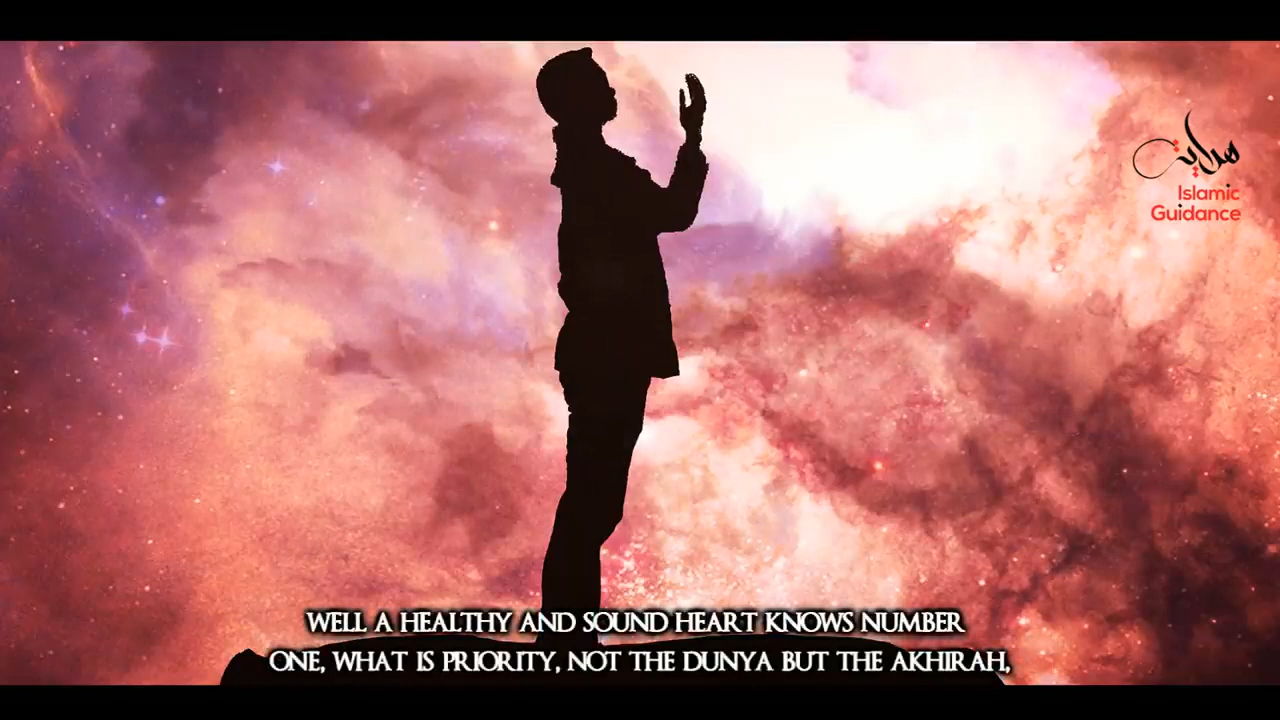 هداية
Islamic
Guidance
WELL A HEALTHY AND SOUND HEART KNOWS NUMBER
ONE, WHAT IS PRIORITY, NOT THE DUNYA BUT THE AKHIRAH,